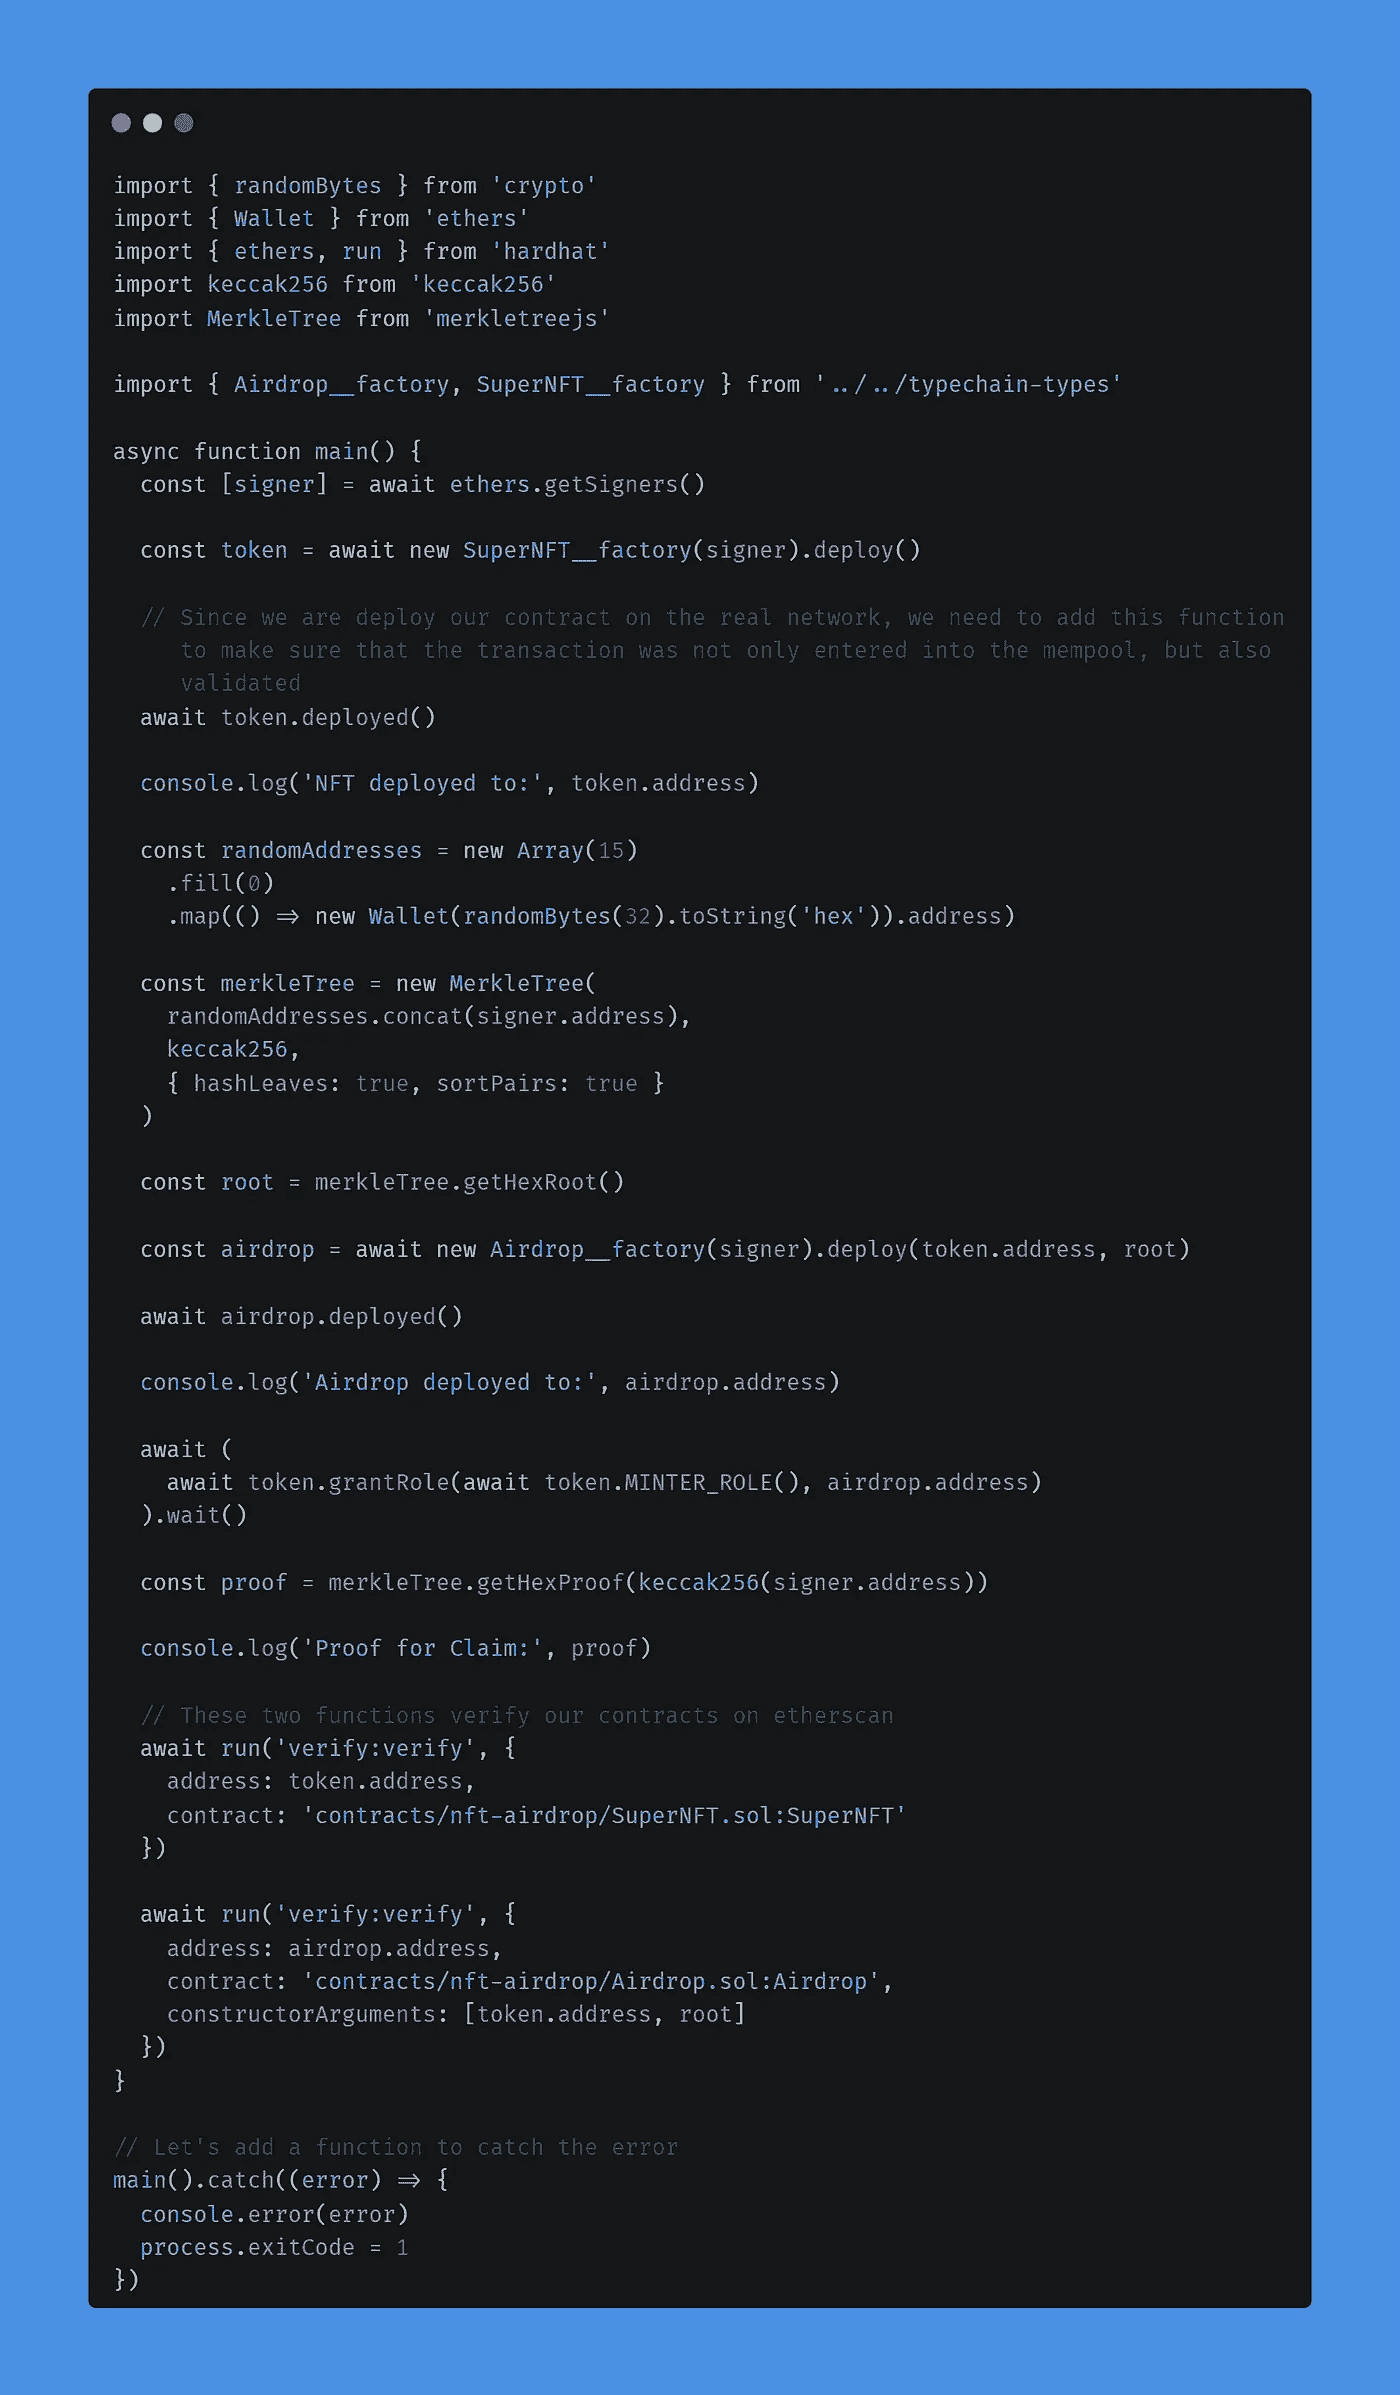 import { randomBytes } from 'crypto'
import { Wallet } from 'ethers'
import { ethers, run } from 'hardhat'
import keccak256 from 'keccak256'
import MerkleTree from 'merkletreejs'
import { Airdrop__factory, SuperNFT__factory } from '../../typechain-types'
async function main() {
const [signer] = await ethers.getSigners()
const token = await new SuperNFT__factory(signer).deploy()
// Since we are deploy our contract on the real network, we need to add this function
to make sure that the transaction was not only entered into the mempool, but also
validated
await token.deployed()
console.log('NFT deployed to:', token.address)
const randomAddresses = new Array(15)
.fill(0)
.map(() => new Wallet(randomBytes(32).toString('hex')).address)
const merkleTree = new MerkleTree(
randomAddresses.concat(signer.address),
keccak256,
{ hashLeaves: true, sortPairs: true }
)
const root = merkleTree.getHexRoot()
const airdrop = await new Airdrop__factory(signer).deploy(token.address, root)
await airdrop.deployed()
console.log('Airdrop deployed to:', airdrop.address)
await (
await token.grantRole(await token.MINTER_ROLE(), airdrop.address)
).wait()
const proof = merkleTree.getHexProof(keccak256(signer.address))
console.log('Proof for Claim:', proof)
// These two functions verify our contracts on etherscan
await run('verify:verify', {
address: token.address,
contract: 'contracts/nft-airdrop/SuperNFT.sol:SuperNFT'
})
await run('verify:verify', {
address: airdrop.address,
contract: 'contracts/nft-airdrop/Airdrop.sol:Airdrop',
constructorArguments: [token.address, root]
})
}
// Let's add a function to catch the error
main().catch((error) => {
console.error(error)
process.exitCode = 1
})